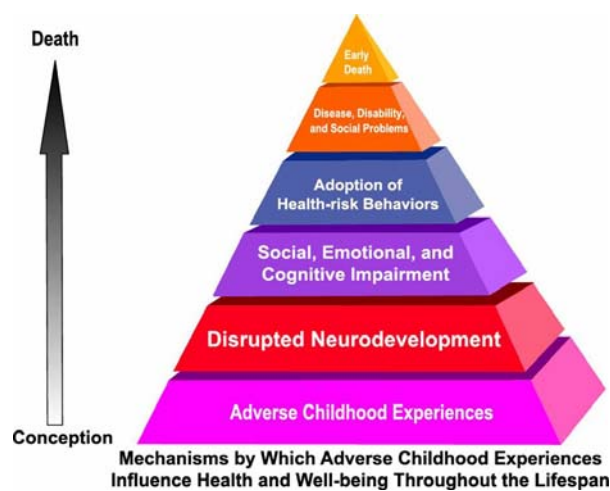 Death
Early
Death
Disease, Disability,
and Social Problems
Adoption of
Health-risk Behaviors
Social, Emotional, and
Cognitive Impairment
Disrupted Neurodevelopment
Adverse Childhood Experiences
Conception
Mechanisms by Which Adverse Childhood Experiences
Influence Health and Well-being Throughout the Lifespan